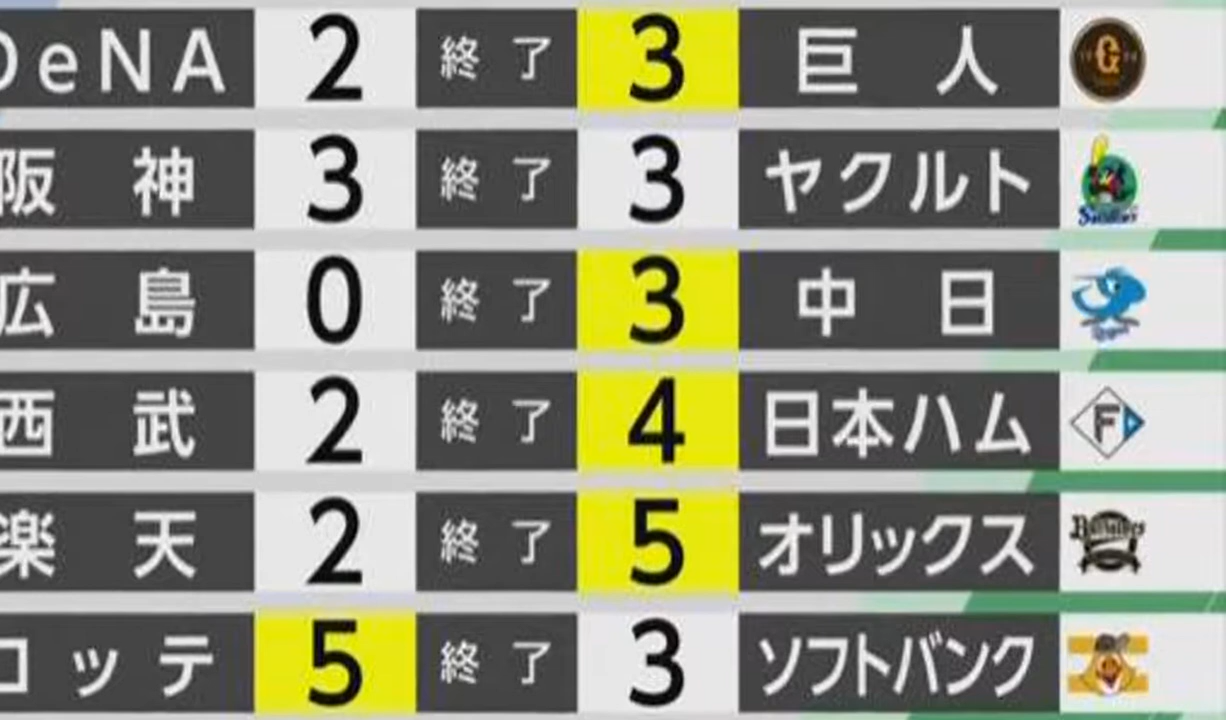 DeNA 2 終了 3 巨人
阪神 3 終了 3 ヤクルト
広島 0 終了 3 中日
西武 2 終了 4 日本ハム
楽天 2 終了 5 オリックス
ロッテ 5 終了 3 ソフトバンク